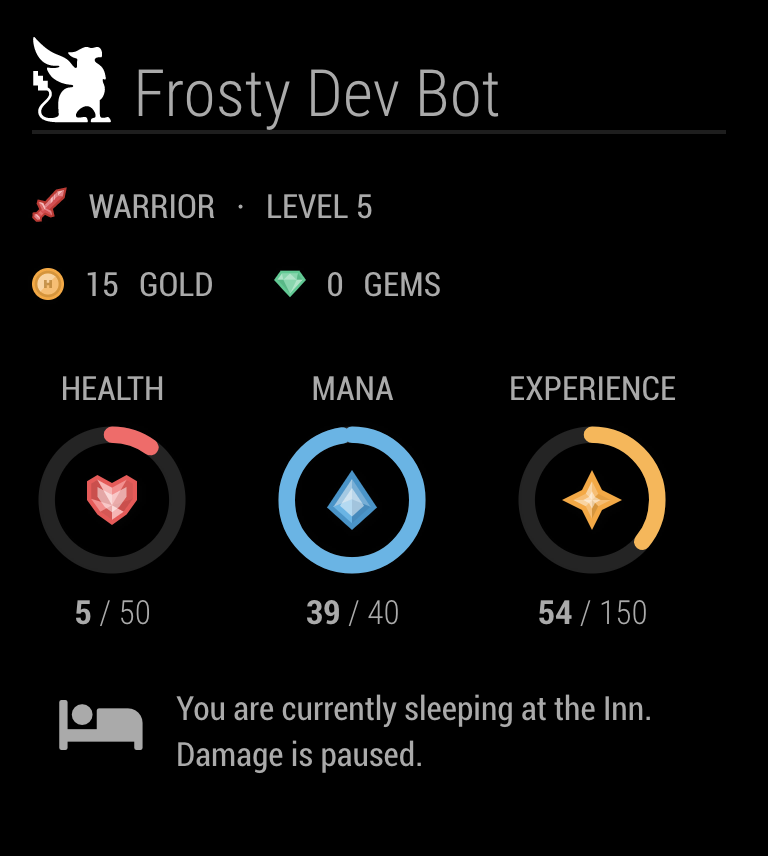 Frosty Dev Bot
WARRIOR · LEVEL 5
15 GOLD 0 GEMS
HEALTH MANA EXPERIENCE
5 / 50 39 / 40 54 / 150
You are currently sleeping at the Inn.
Damage is paused.